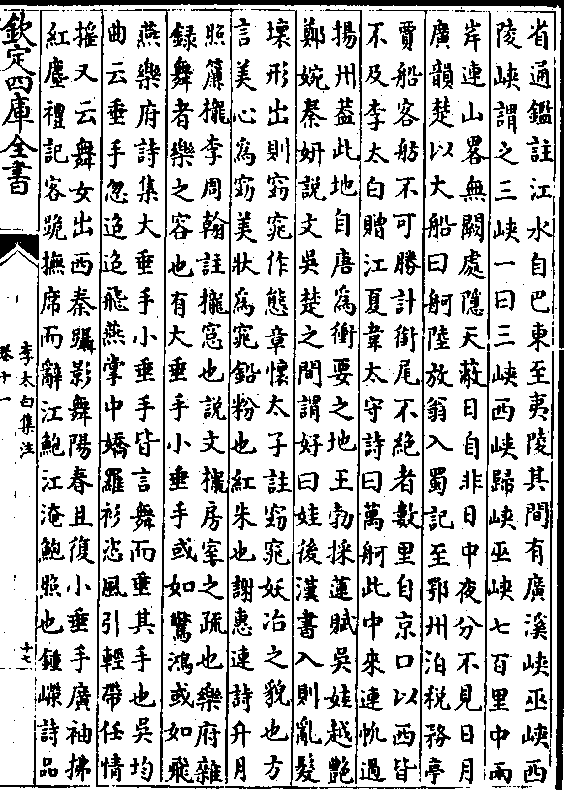 省通鑑註江水自巴東至夷陵其間有廣溪峽巫峽西
陵峽謂之三峽一曰三峽西峽歸峽巫峽七百里中兩
岸連山畧無闕處隱天蔽日自非日中夜分不見日月
廣韻楚以大船曰舸陸放翁入蜀記至鄂州泊稅務亭
賈船客舫不可勝計銜尾不絕者數里自京口以西皆
不及李太白贈江夏韋太守詩曰萬舸此中來連帆過
揚州葢此地自唐為衝要之地王勃採蓮賦吳娃越艷
鄭婉秦妍說文吳楚之間謂好曰娃後漢書入則亂髮
壞形出則窈窕作態章懷太子註窈窕妖冶之貌也方
言美心為窈美狀為窕鉛粉也紅朱也謝惠連詩升月
照簾櫳李周翰註櫳窓也說文櫳房室之疏也樂府雜
録舞者樂之容也有大垂手小垂手或如驚鴻或如飛
燕樂府詩集大垂手小垂手皆言舞而垂其手也吳均
曲云垂手忽迢迢飛燕掌中嬌羅衫恣風引輕帶任情
搖又云舞女出西秦躡影舞陽春且復小垂手廣袖拂
紅塵禮記客跪撫席而辭江鮑江淹鮑照也鍾嶸詩品
欽定四庫全書
李太白集注
卷十一
十七